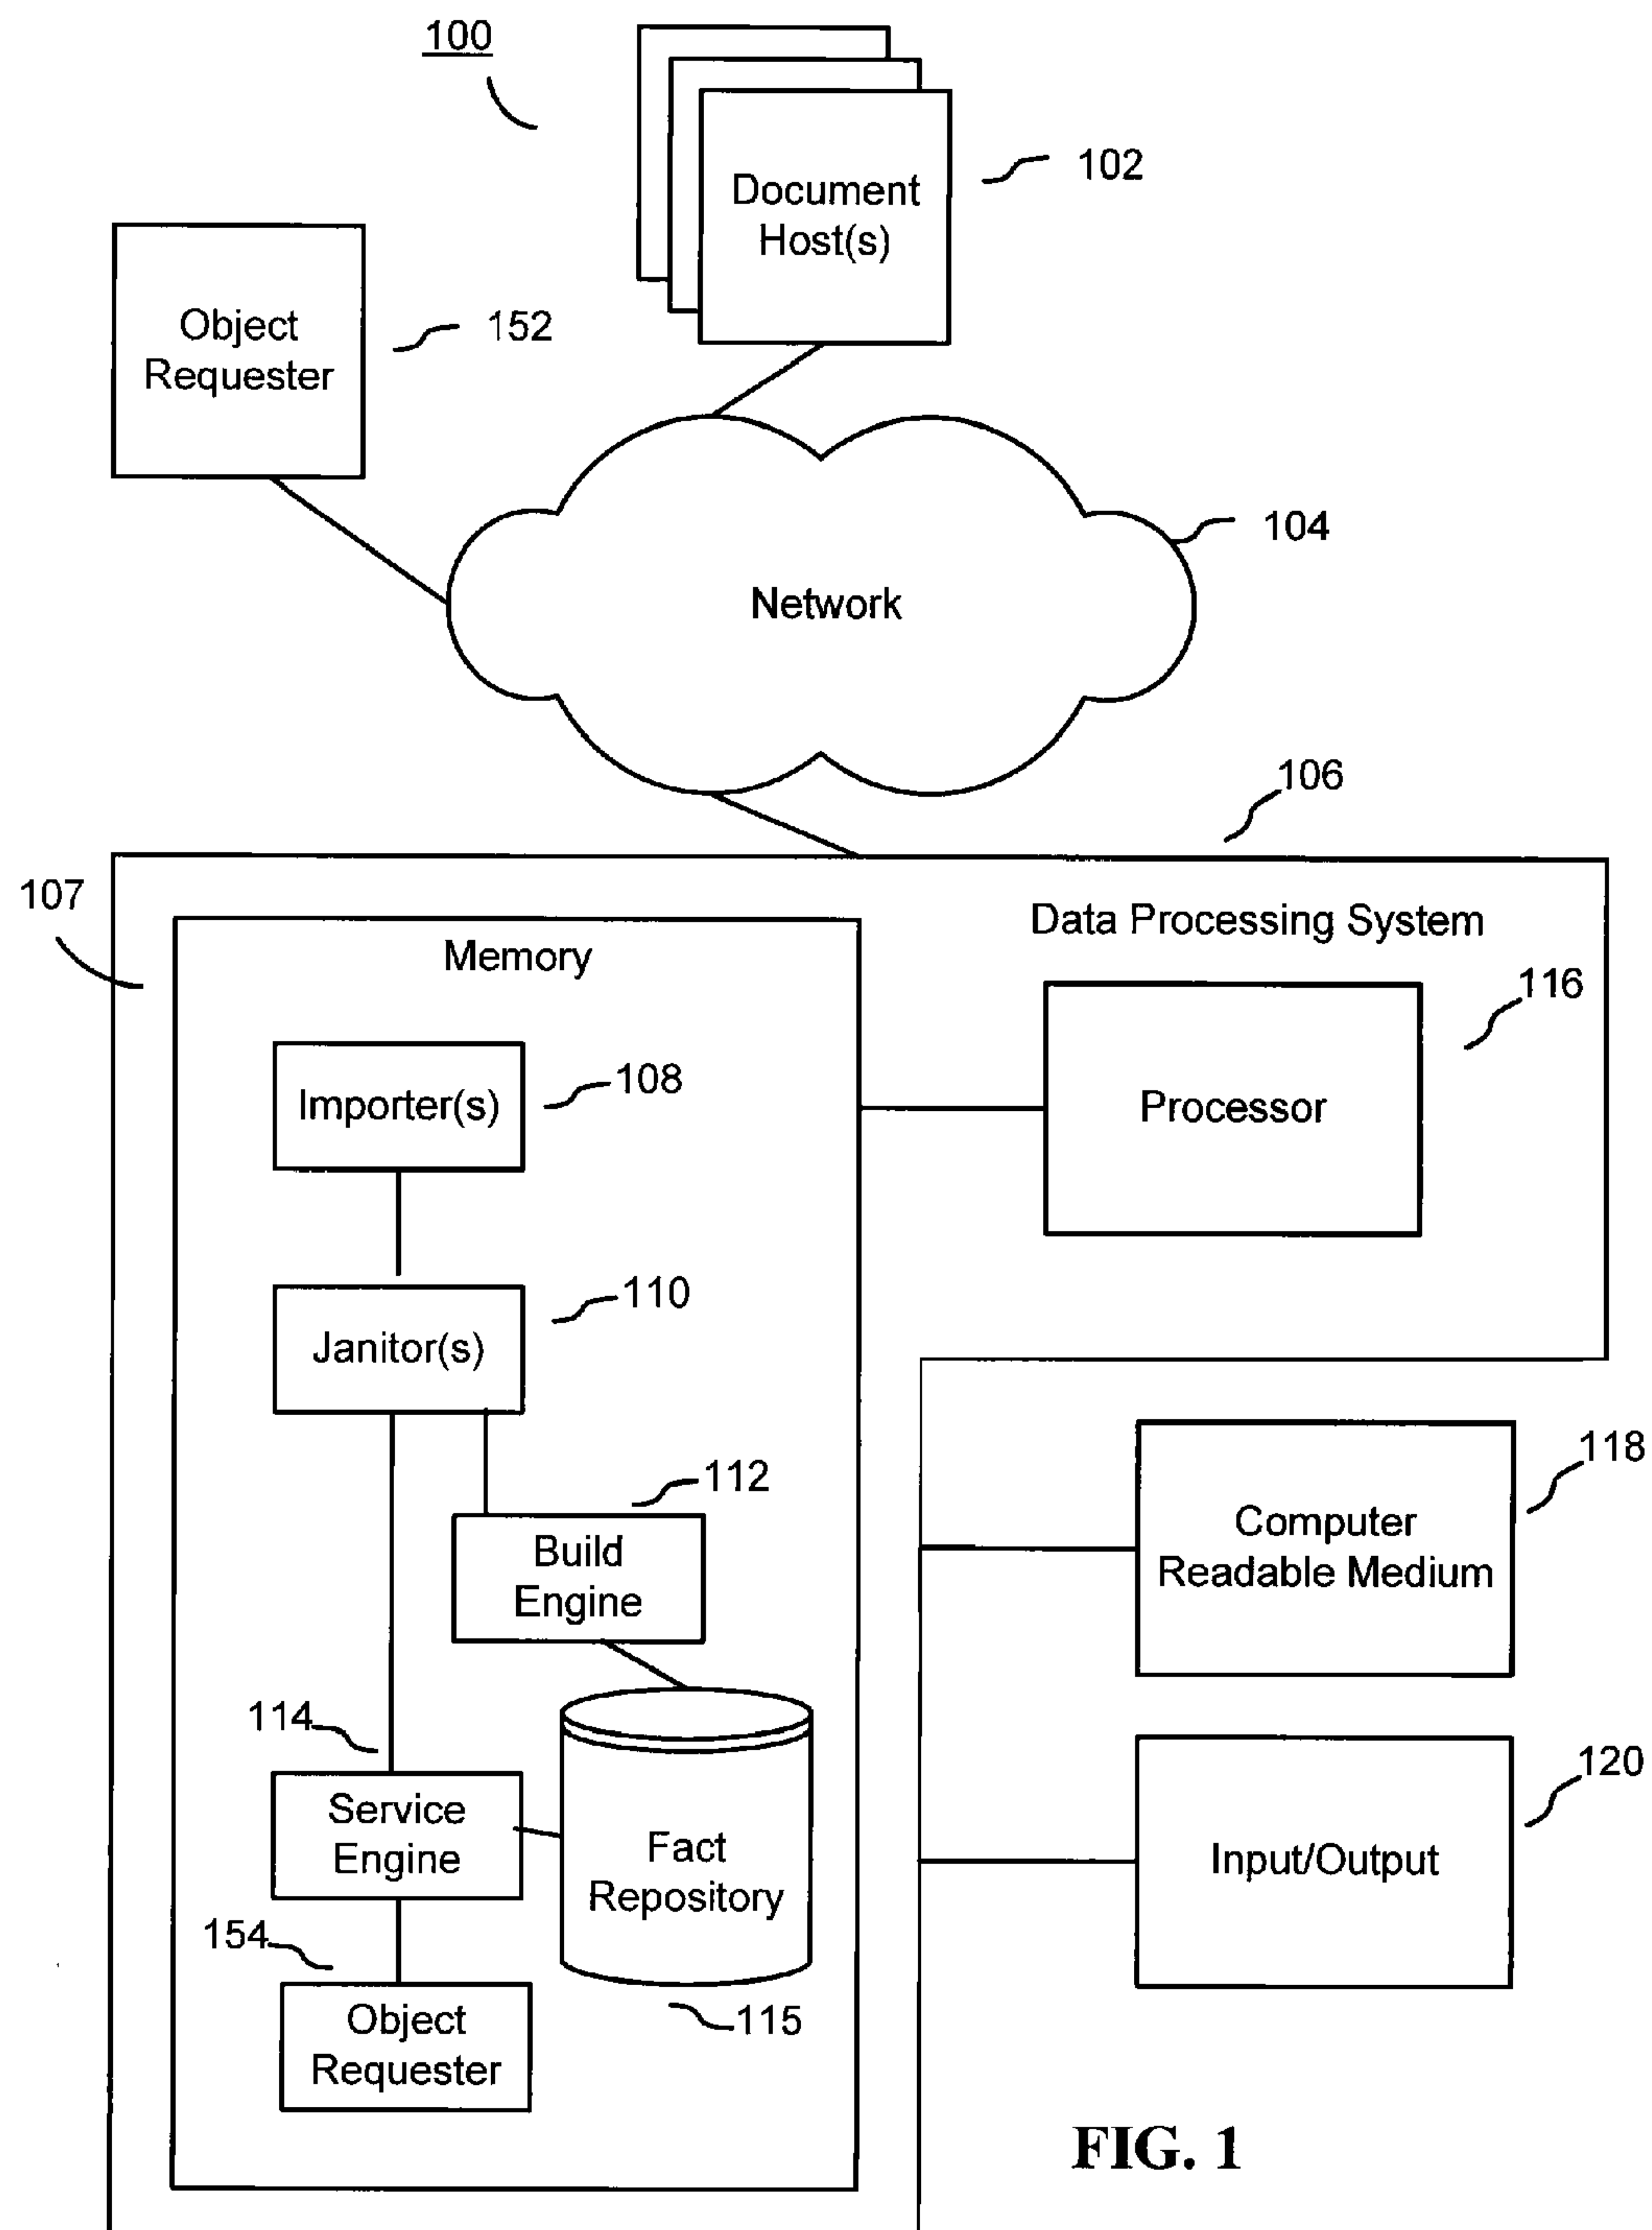 100
Document
Host(s)
102
Object
Requester
152
104
Network
106
107
Data Processing System
Memory
116
Importer(s)
108
Processor
110
Janitor(s)
118
112
Computer
Readable Medium
Build
Engine
114
120
Service
Engine
Fact
Repository
Input/Output
154
115
Object
Requester
FIG. 1